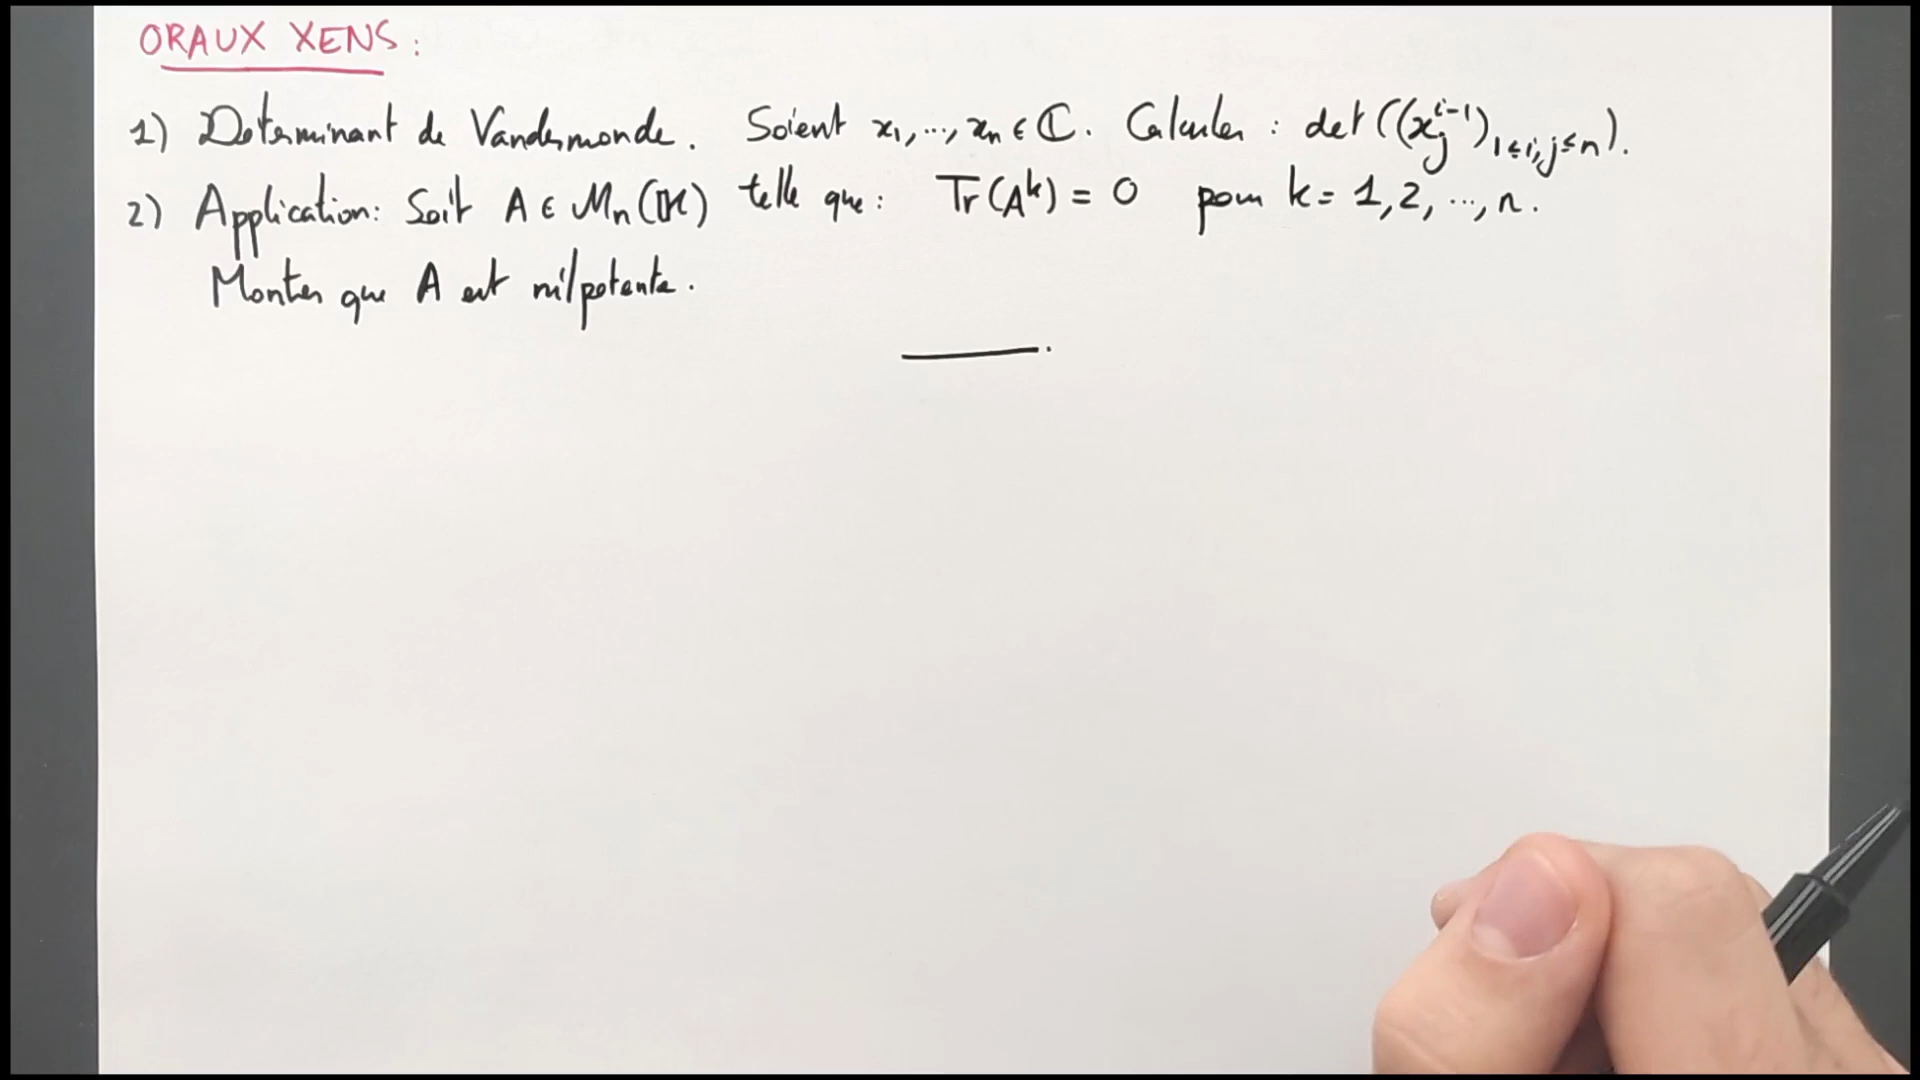 ORAUX XENS :
1) Determinant de Vandermonde. Soient x₁, ..., xₙ ∈ ℂ. Calculer : det((xⱼ^{i-1})_{1≤i,j≤n}).
2) Application: Soit A ∈ Mₙ(𝕂) telle que : Tr(A^k) = 0 pour k = 1, 2, ..., n.
Montrer que A est nilpotente.